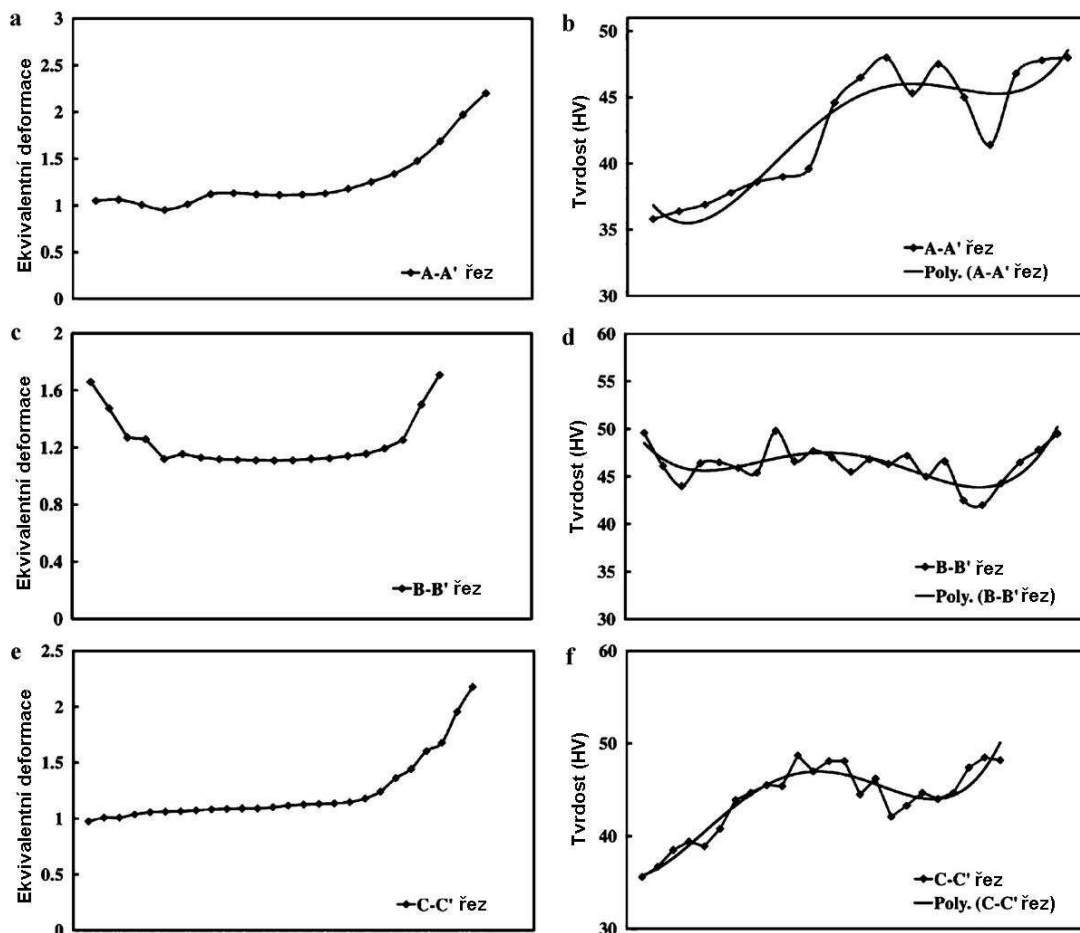 a
3
2.5
2
1.5
1
0.5
0
Ekvivalentní deformace
A-A' řez
b
50
45
40
35
30
Tvrdost (HV)
A-A' řez
Poly. (A-A' řez)
c
2
1.6
1.2
0.8
0.4
0
Ekvivalentní deformace
B-B' řez
d
60
55
50
45
40
35
30
Tvrdost (HV)
B-B' řez
Poly. (B-B' řez)
e
2.5
2
1.5
1
0.5
0
Ekvivalentní deformace
C-C' řez
f
60
50
40
30
Tvrdost (HV)
C-C' řez
Poly. (C-C' řez)